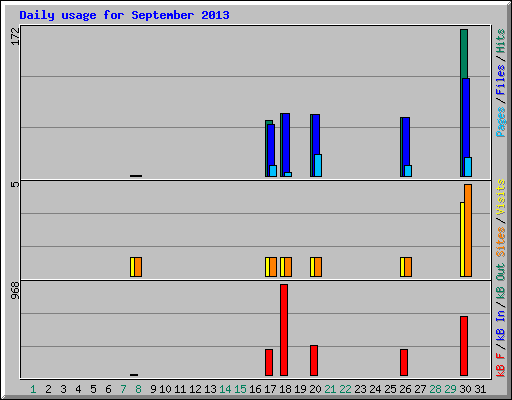 Daily usage for September 2013
172
Pages / Files / Hits
5
Sites / Visits
968
kB F / kB In / kB Out
1 2 3 4 5 6 7 8 9 10 11 12 13 14 15 16 17 18 19 20 21 22 23 24 25 26 27 28 29 30 31